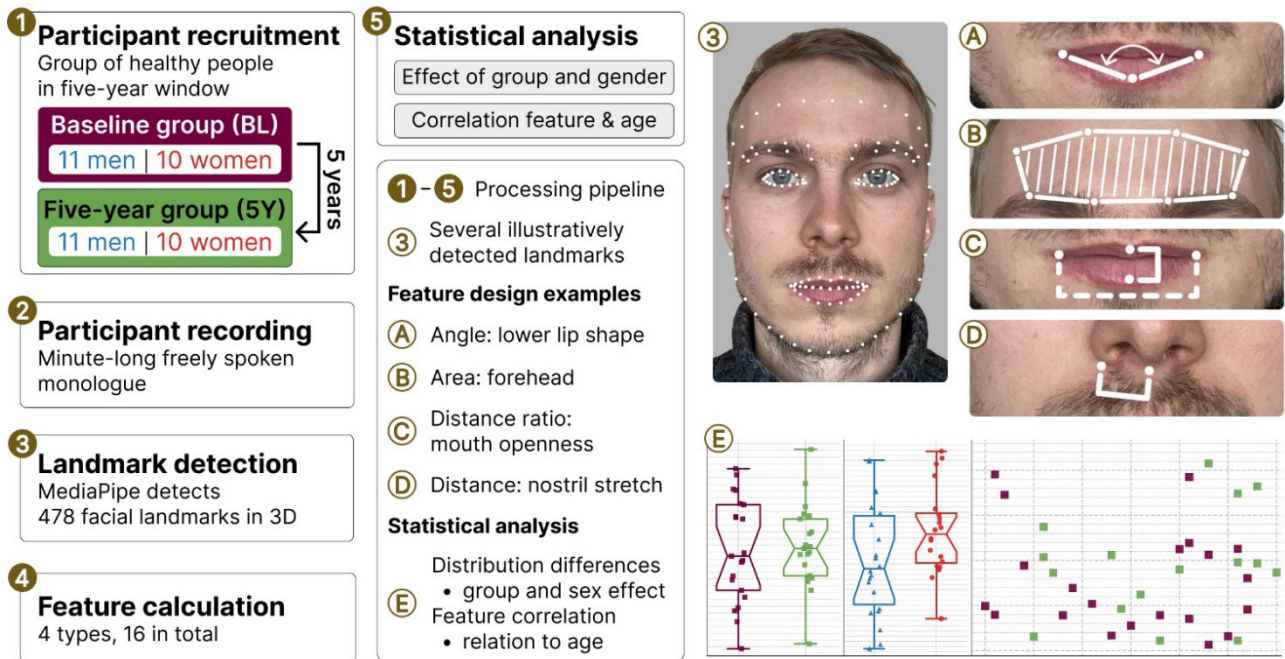 1
Participant recruitment
Group of healthy people
in five-year window
Baseline group (BL)
11 men | 10 women
5 years
Five-year group (5Y)
11 men | 10 women
2
Participant recording
Minute-long freely spoken
monologue
3
Landmark detection
MediaPipe detects
478 facial landmarks in 3D
4
Feature calculation
4 types, 16 in total
5
Statistical analysis
Effect of group and gender
Correlation feature & age
1 - 5 Processing pipeline
3 Several illustratively
detected landmarks
Feature design examples
A Angle: lower lip shape
B Area: forehead
C Distance ratio:
mouth openness
D Distance: nostril stretch
Statistical analysis
E Distribution differences
• group and sex effect
Feature correlation
• relation to age
3
A
B
C
D
E